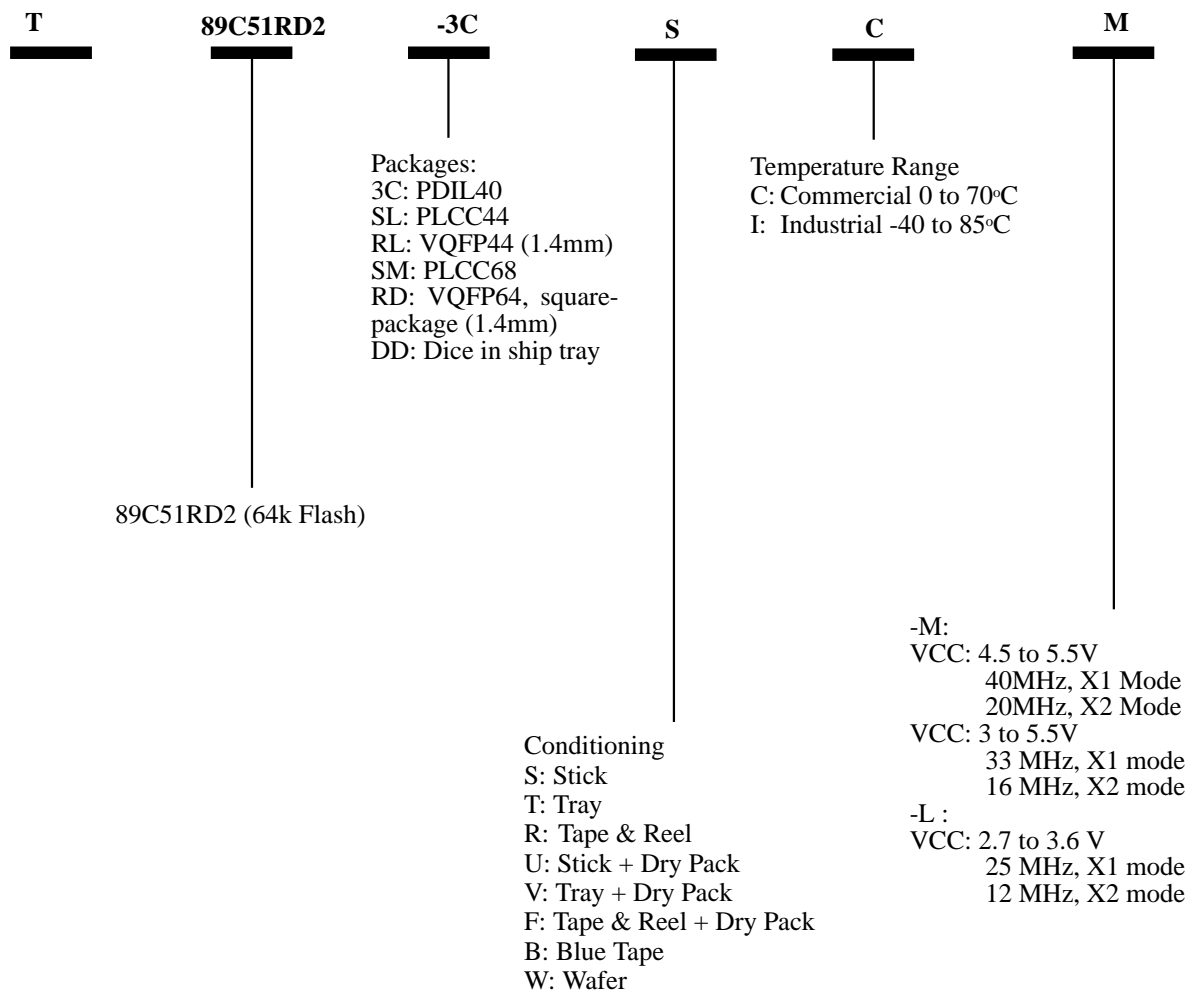 T 89C51RD2 -3C S C M
Packages:
3C: PDIL40
SL: PLCC44
RL: VQFP44 (1.4mm)
SM: PLCC68
RD: VQFP64, square-
package (1.4mm)
DD: Dice in ship tray
Temperature Range
C: Commercial 0 to 70°C
I: Industrial -40 to 85°C
89C51RD2 (64k Flash)
Conditioning
S: Stick
T: Tray
R: Tape & Reel
U: Stick + Dry Pack
V: Tray + Dry Pack
F: Tape & Reel + Dry Pack
B: Blue Tape
W: Wafer
-M:
VCC: 4.5 to 5.5V
40MHz, X1 Mode
20MHz, X2 Mode
VCC: 3 to 5.5V
33 MHz, X1 mode
16 MHz, X2 mode
-L :
VCC: 2.7 to 3.6 V
25 MHz, X1 mode
12 MHz, X2 mode